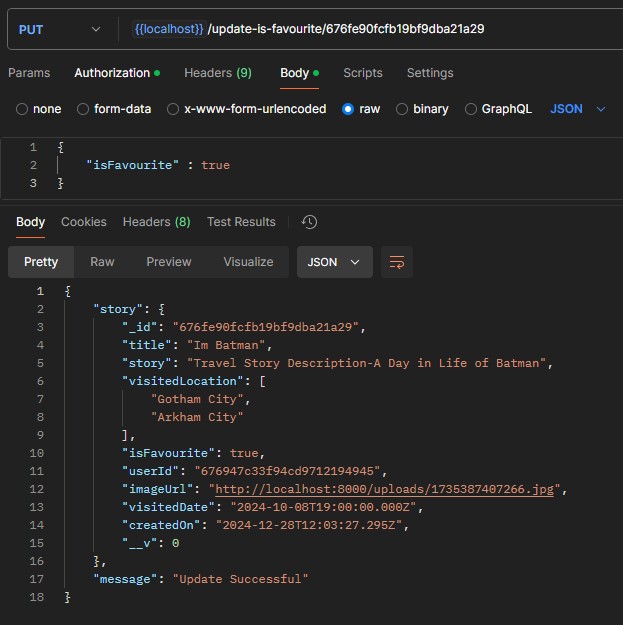 PUT {{localhost}} /update-is-favourite/676fe90fcfb19bf9dba21a29
Params Authorization Headers (9) Body Scripts Settings
none form-data x-www-form-urlencoded raw binary GraphQL JSON
1 {
2 "isFavourite" : true
3 }
Body Cookies Headers (8) Test Results
Pretty Raw Preview Visualize JSON
1 {
2 "story": {
3 "_id": "676fe90fcfb19bf9dba21a29",
4 "title": "Im Batman",
5 "story": "Travel Story Description-A Day in Life of Batman",
6 "visitedLocation": [
7 "Gotham City",
8 "Arkham City"
9 ],
10 "isFavourite": true,
11 "userId": "676947c33f94cd9712194945",
12 "imageUrl": "http://localhost:8000/uploads/1735387407266.jpg",
13 "visitedDate": "2024-10-08T19:00:00.000Z",
14 "createdOn": "2024-12-28T12:03:27.295Z",
15 "__v": 0
16 },
17 "message": "Update Successful"
18 }